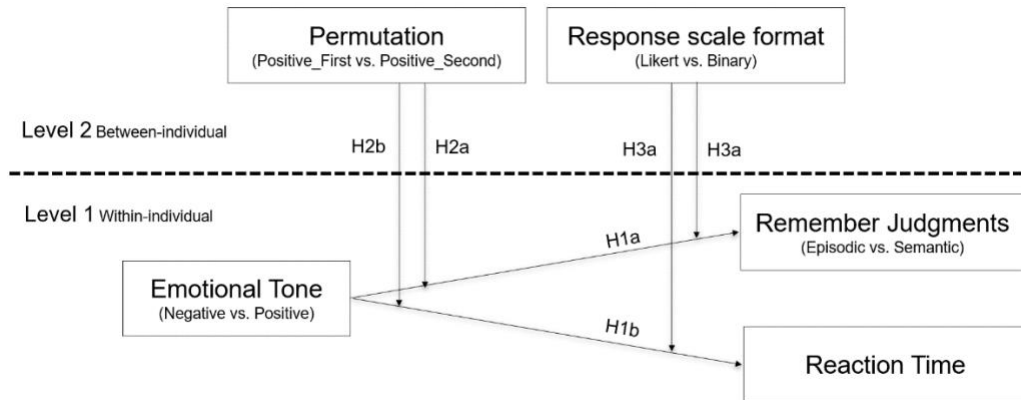 Permutation
(Positive_First vs. Positive_Second)
Response scale format
(Likert vs. Binary)
Level 2 Between-individual
H2b
H2a
H3a
H3a
Level 1 Within-individual
H1a
Remember Judgments
(Episodic vs. Semantic)
Emotional Tone
(Negative vs. Positive)
H1b
Reaction Time